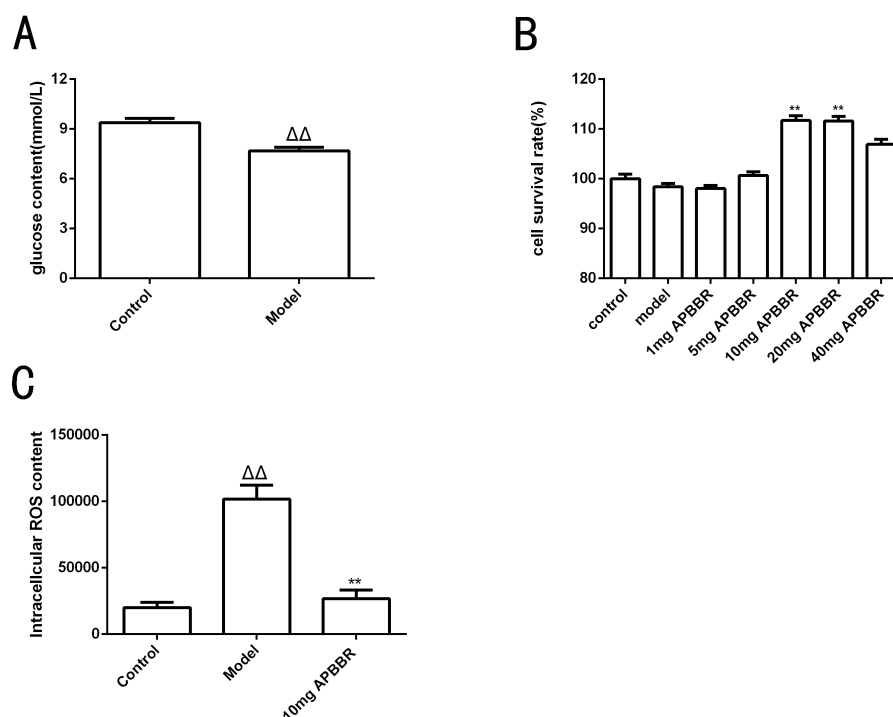 A
glucose content(mmol/L)
12
9
6
3
0
ΔΔ
Control
Model
B
cell survival rate(%)
120
110
100
90
80
**
**
control
model
1mg APBBR
5mg APBBR
10mg APBBR
20mg APBBR
40mg APBBR
C
Intracellcular ROS content
150000
100000
50000
0
ΔΔ
**
Control
Model
10mg APBBR